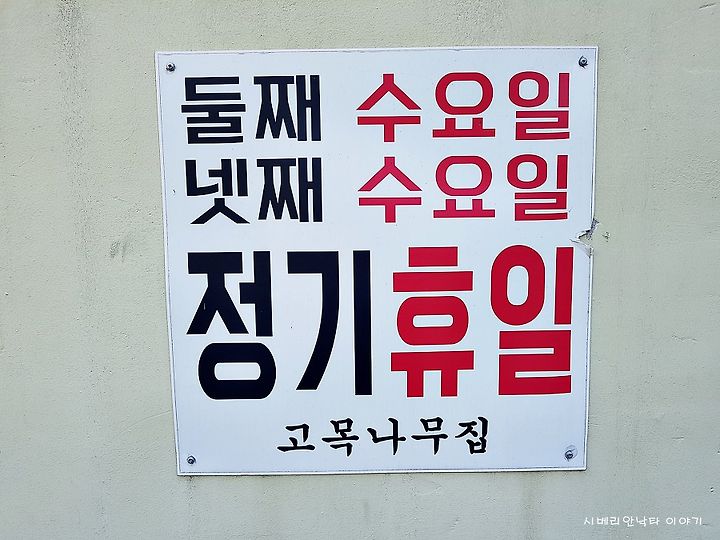 둘째 수요일
넷째 수요일
정기휴일
고목나무집
시베리안낙타 이야기